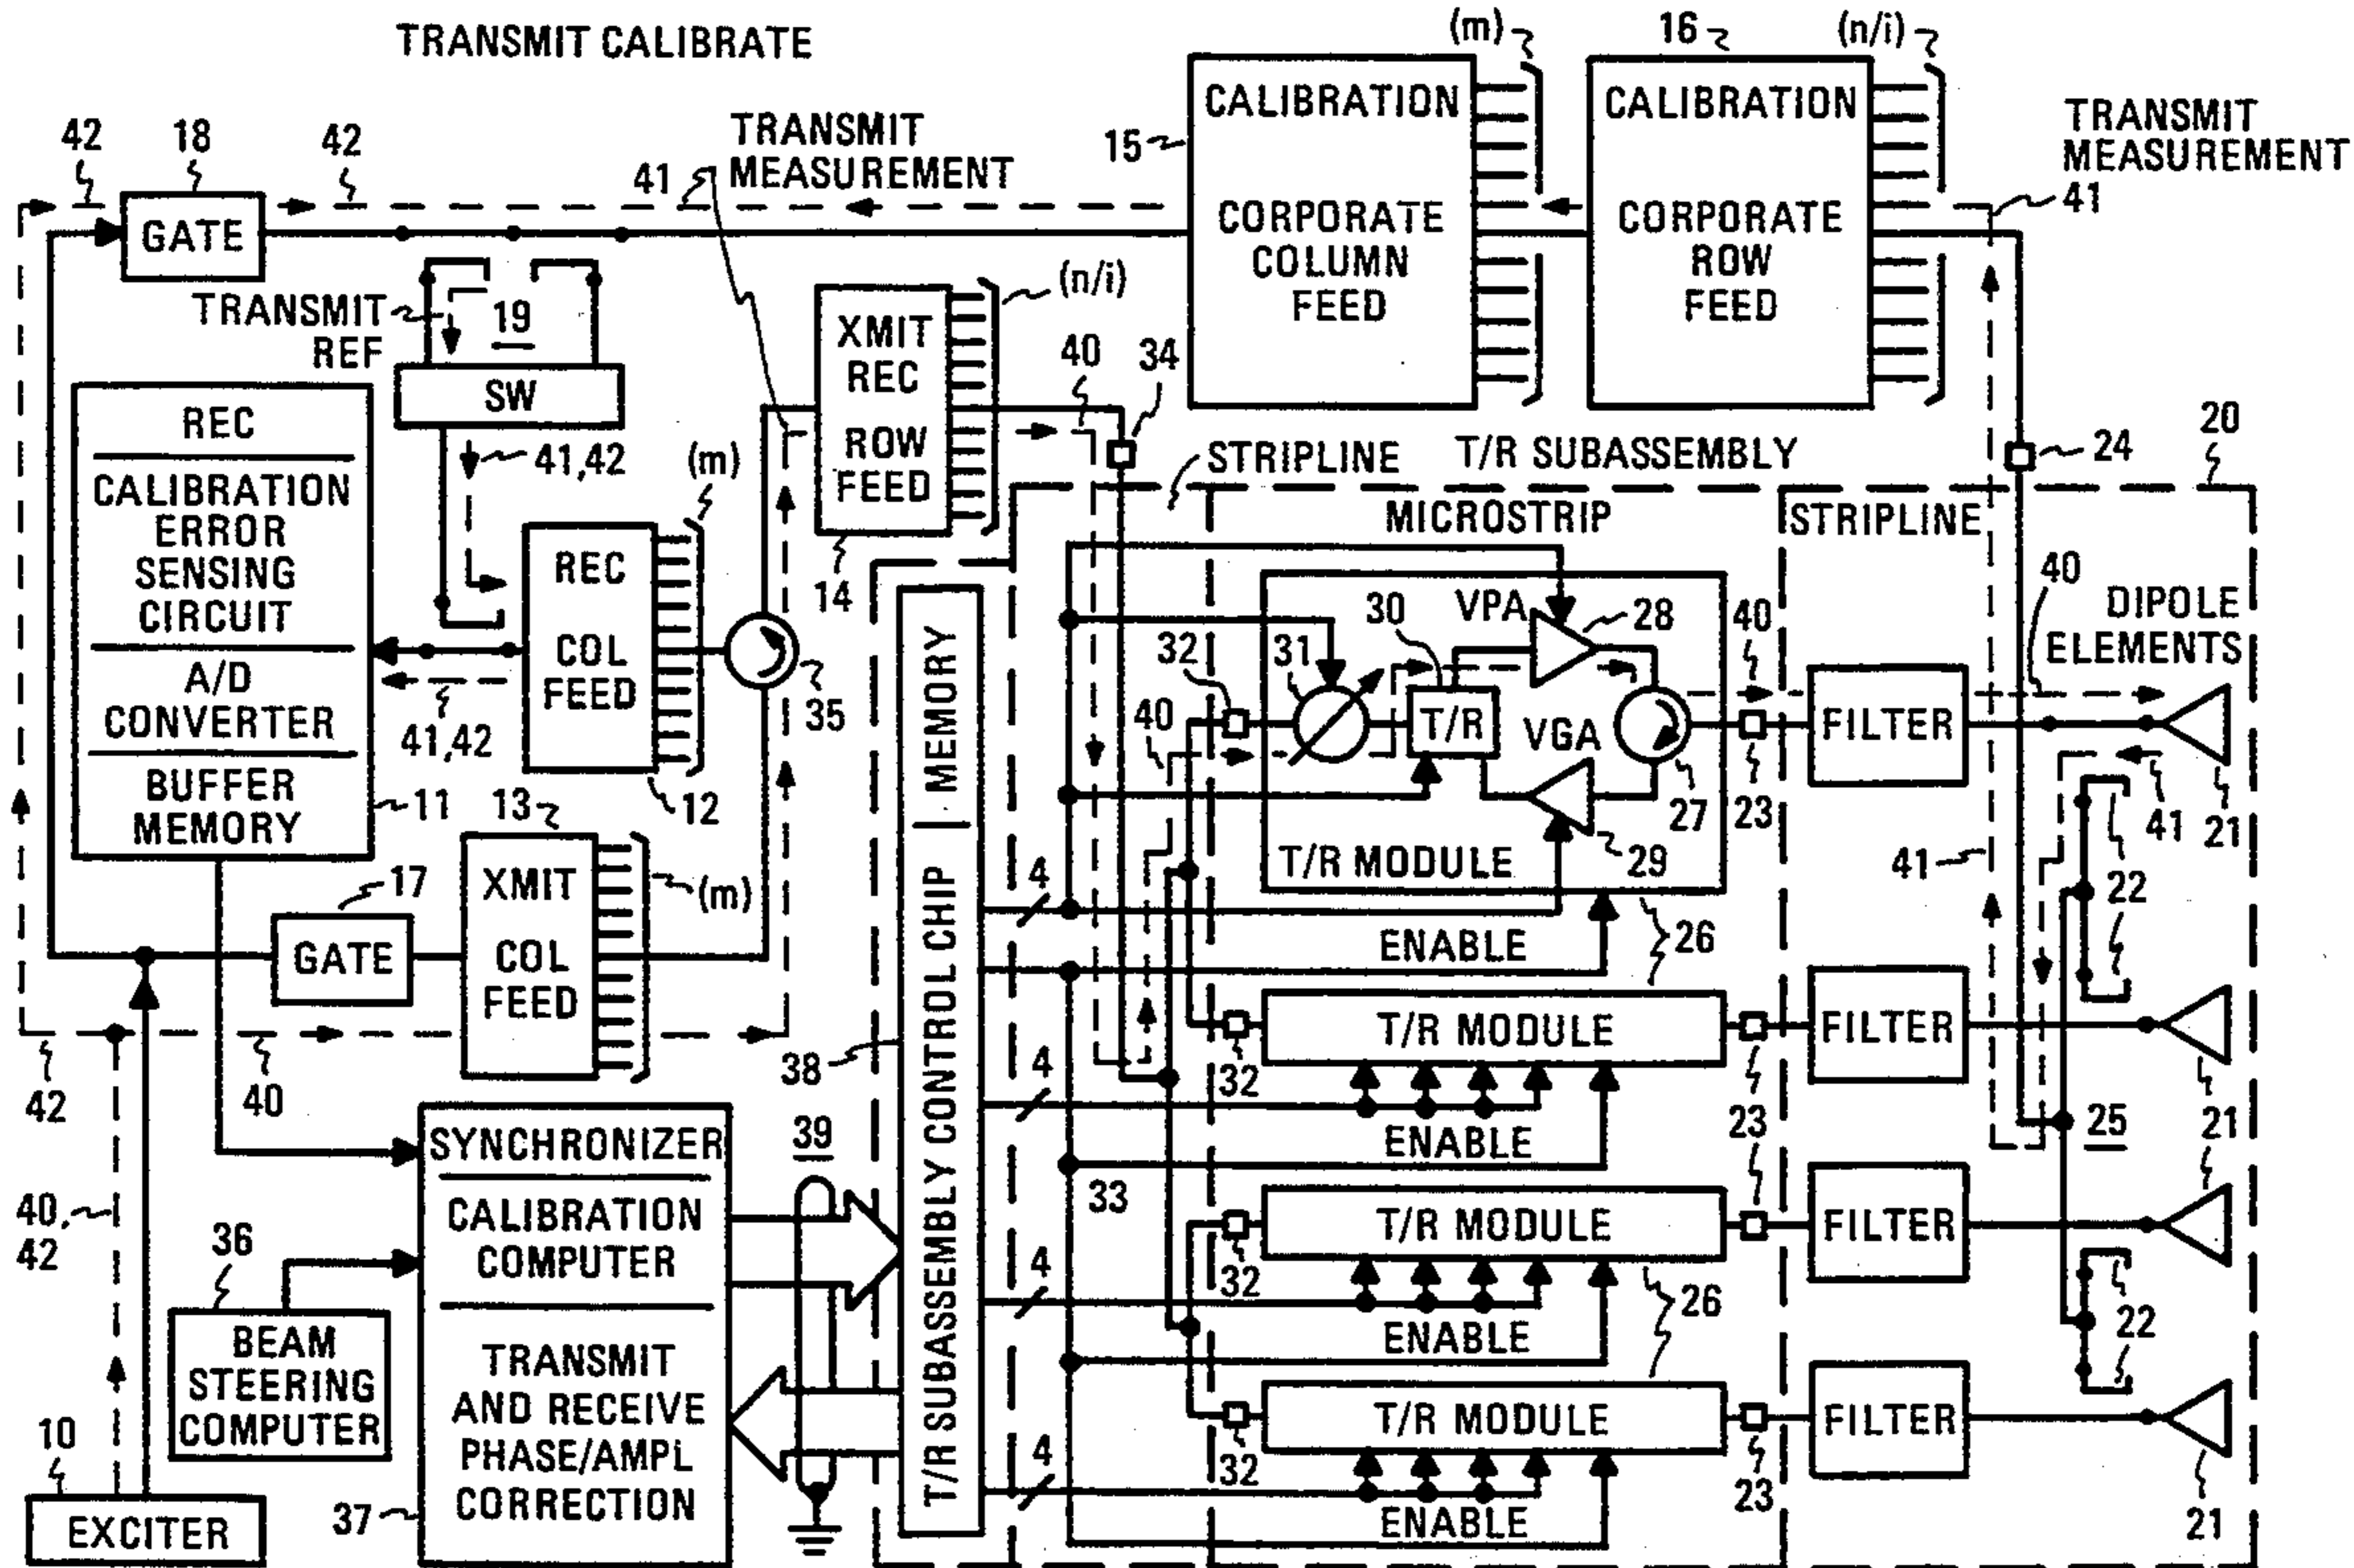 TRANSMIT CALIBRATE
(m)
16
(n/i)
42
18
42
41
TRANSMIT
MEASUREMENT
15
CALIBRATION
CORPORATE
COLUMN
FEED
CALIBRATION
CORPORATE
ROW
FEED
TRANSMIT
MEASUREMENT
41
GATE
TRANSMIT
REF
19
SW
41,42
XMIT
REC
ROW
FEED
14
(n/i)
40
34
REC
CALIBRATION
ERROR
SENSING
CIRCUIT
A/D
CONVERTER
BUFFER
MEMORY
11
(m)
REC
COL
FEED
12
41,42
35
13
XMIT
COL
FEED
(m)
17
GATE
42
40
STRIPLINE
T/R SUBASSEMBLY
24
20
MICROSTRIP
STRIPLINE
VPA
28
30
31
32
40
T/R
VGA
27
29
T/R MODULE
40
23
FILTER
40
DIPOLE
ELEMENTS
21
41
22
41
22
4
ENABLE
26
T/R SUBASSEMBLY CONTROL CHIP | MEMORY
38
T/R MODULE
32
23
FILTER
21
4
ENABLE
25
33
T/R MODULE
32
23
FILTER
21
22
4
ENABLE
26
22
T/R MODULE
32
23
FILTER
21
4
ENABLE
40,
42
36
BEAM
STEERING
COMPUTER
10
EXCITER
SYNCHRONIZER
CALIBRATION
COMPUTER
TRANSMIT
AND RECEIVE
PHASE/AMPL
CORRECTION
37
39